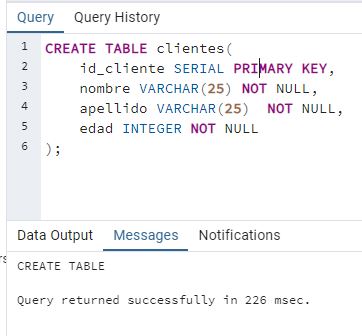 Query Query History
1 CREATE TABLE clientes(
2 id_cliente SERIAL PRIMARY KEY,
3 nombre VARCHAR(25) NOT NULL,
4 apellido VARCHAR(25)  NOT NULL,
5 edad INTEGER NOT NULL
6 );
Data Output Messages Notifications
CREATE TABLE
Query returned successfully in 226 msec.